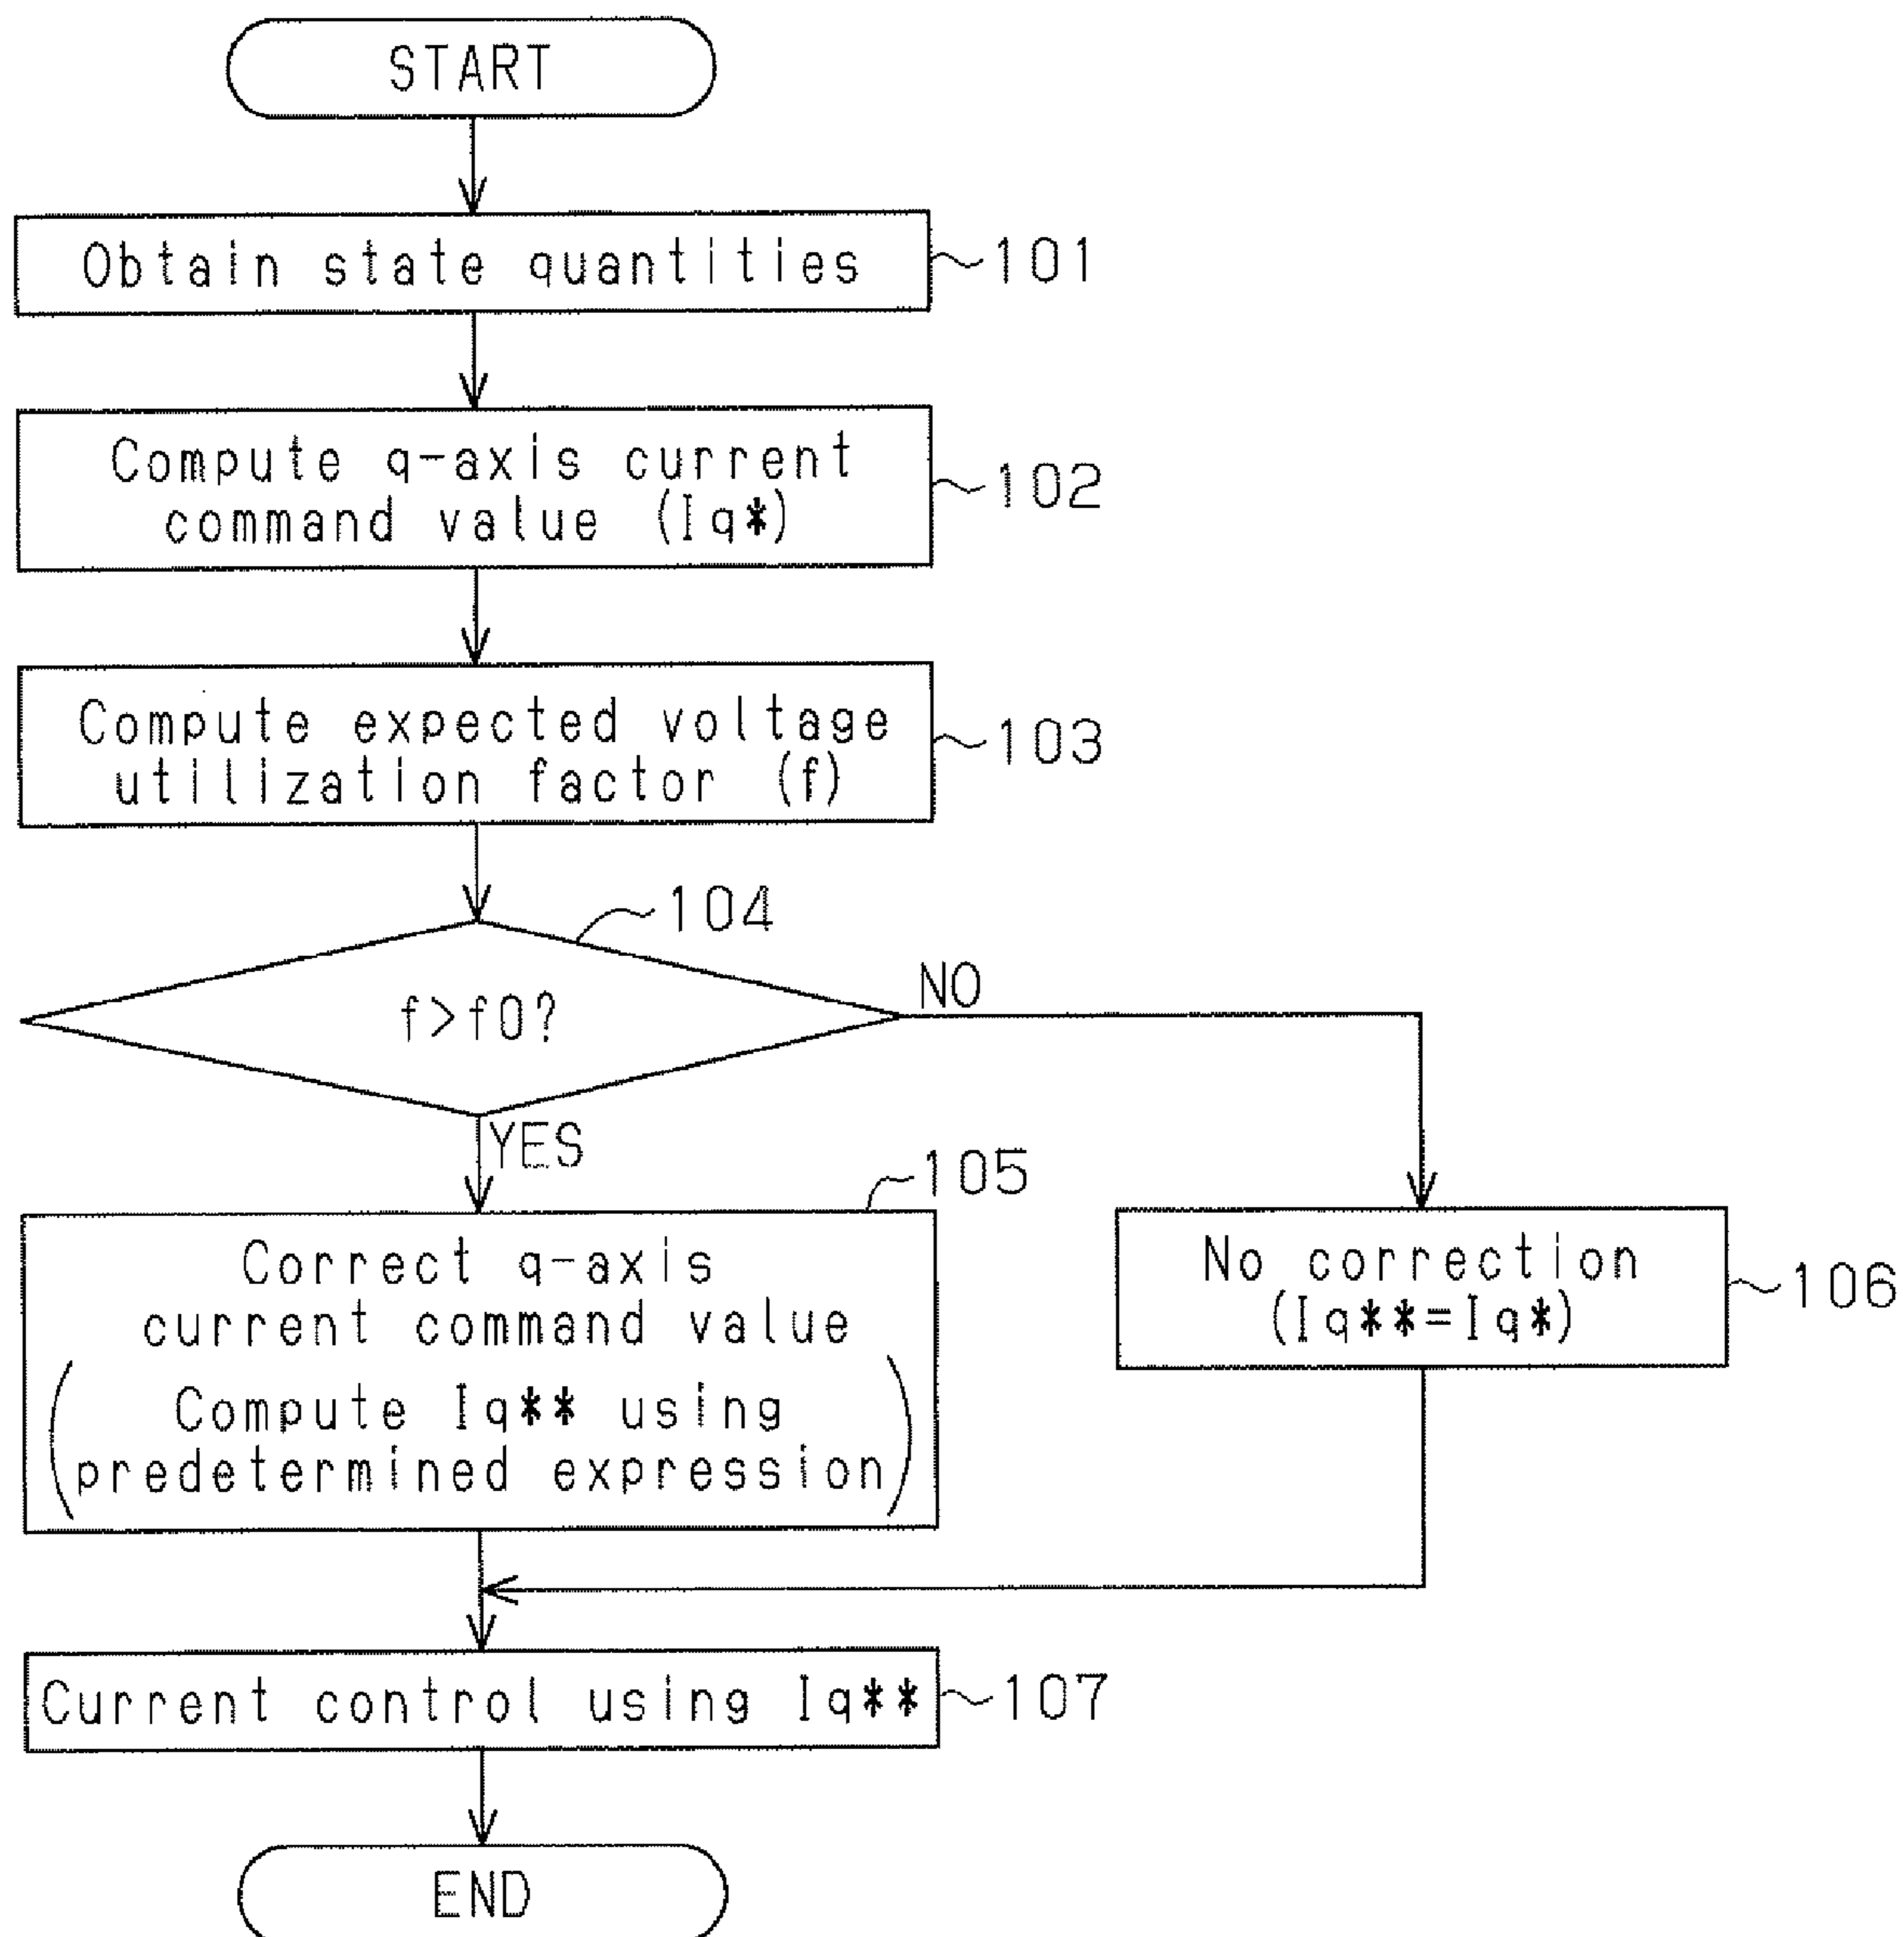 START
Obtain state quantities
101
Compute q-axis current
command value (Iq*)
102
Compute expected voltage
utilization factor (f)
103
104
f>f0?
NO
YES
105
Correct q-axis
current command value
(Compute Iq** using
predetermined expression)
No correction
(Iq**=Iq*)
106
Current control using Iq**
107
END